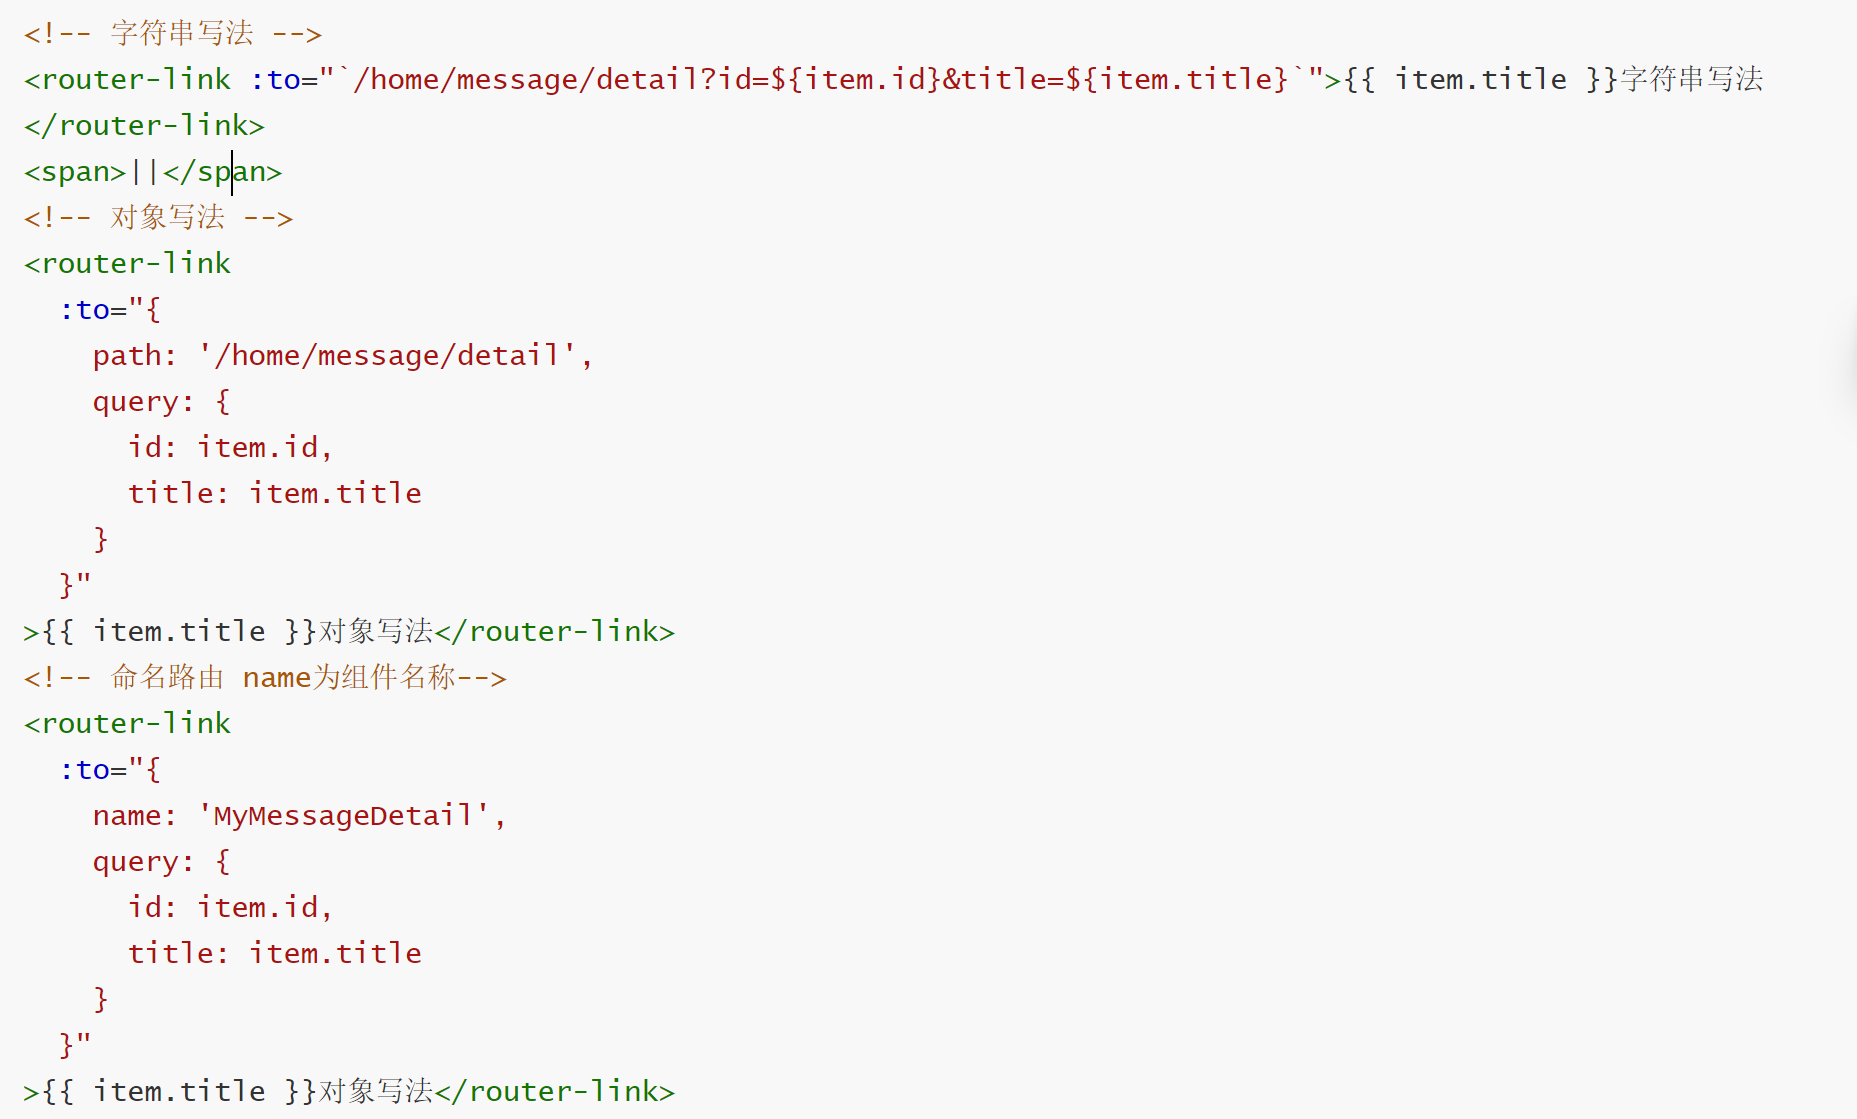 <!-- 字符串写法 -->
<router-link :to="`/home/message/detail?id=${item.id}&title=${item.title}`">{{ item.title }}字符串写法
</router-link>
<span>||</span>
<!-- 对象写法 -->
<router-link
  :to="{
    path: '/home/message/detail',
    query: {
      id: item.id,
      title: item.title
    }
  }"
>{{ item.title }}对象写法</router-link>
<!-- 命名路由 name为组件名称-->
<router-link
  :to="{
    name: 'MyMessageDetail',
    query: {
      id: item.id,
      title: item.title
    }
  }"
>{{ item.title }}对象写法</router-link>